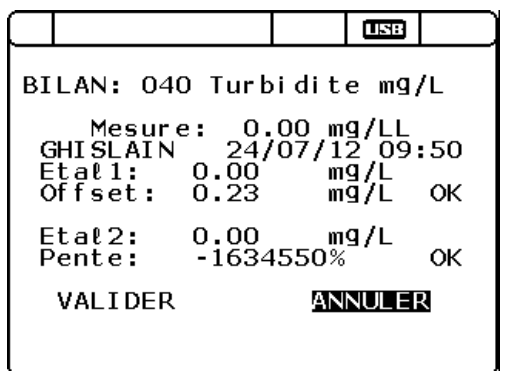 USB
BILAN: 040 Turbidite mg/L
Mesure: 0.00 mg/LL
GHISLAIN 24/07/12 09:50
Etal1: 0.00 mg/L
Offset: 0.23 mg/L OK
Etal2: 0.00 mg/L
Pente: -1634550% OK
VALIDER ANNULER